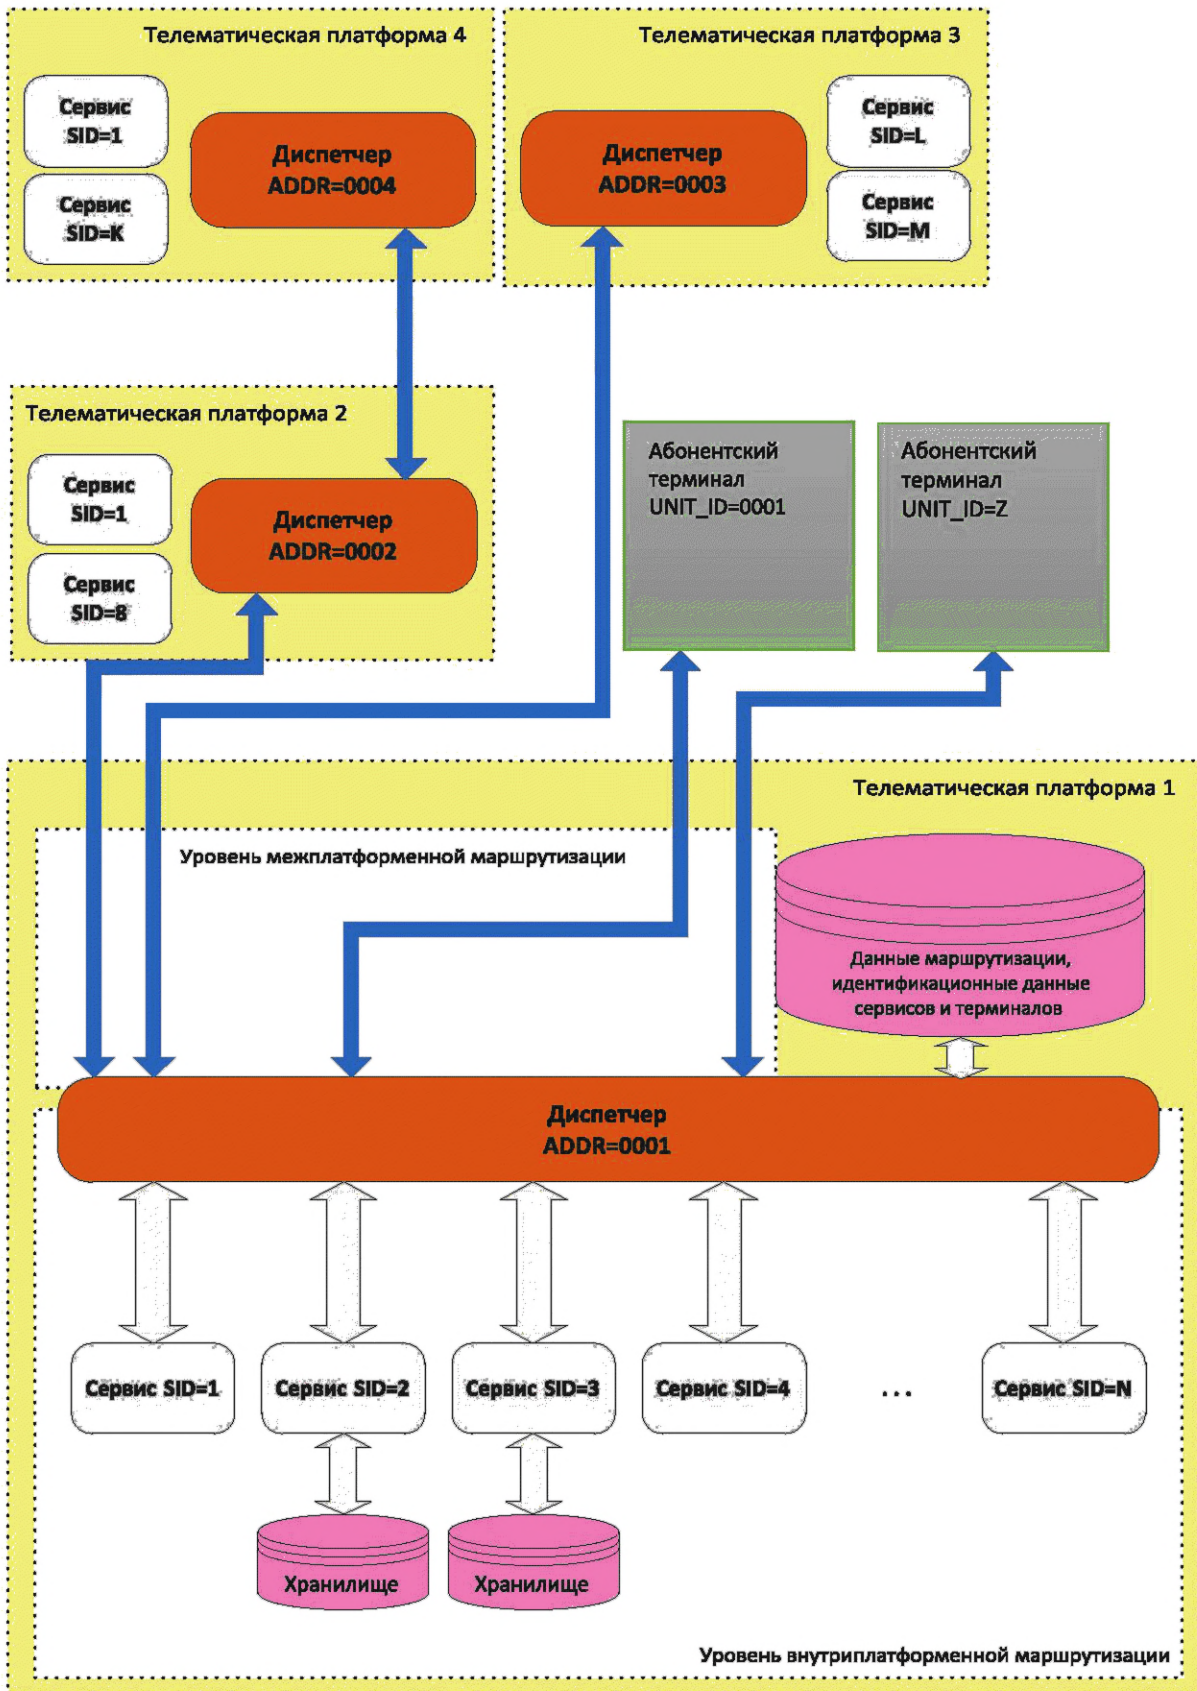 Телематическая платформа 4
Сервис
SID=1
Сервис
SID=K
Диспетчер
ADDR=0004
Телематическая платформа 3
Диспетчер
ADDR=0003
Сервис
SID=L
Сервис
SID=M
Телематическая платформа 2
Сервис
SID=1
Сервис
SID=8
Диспетчер
ADDR=0002
Абонентский
терминал
UNIT_ID=0001
Абонентский
терминал
UNIT_ID=Z
Телематическая платформа 1
Уровень межплатформенной маршрутизации
Данные маршрутизации,
идентификационные данные
сервисов и терминалов
Диспетчер
ADDR=0001
Сервис SID=1
Сервис SID=2
Сервис SID=3
Сервис SID=4
...
Сервис SID=N
Хранилище
Хранилище
Уровень внутриплатформенной маршрутизации